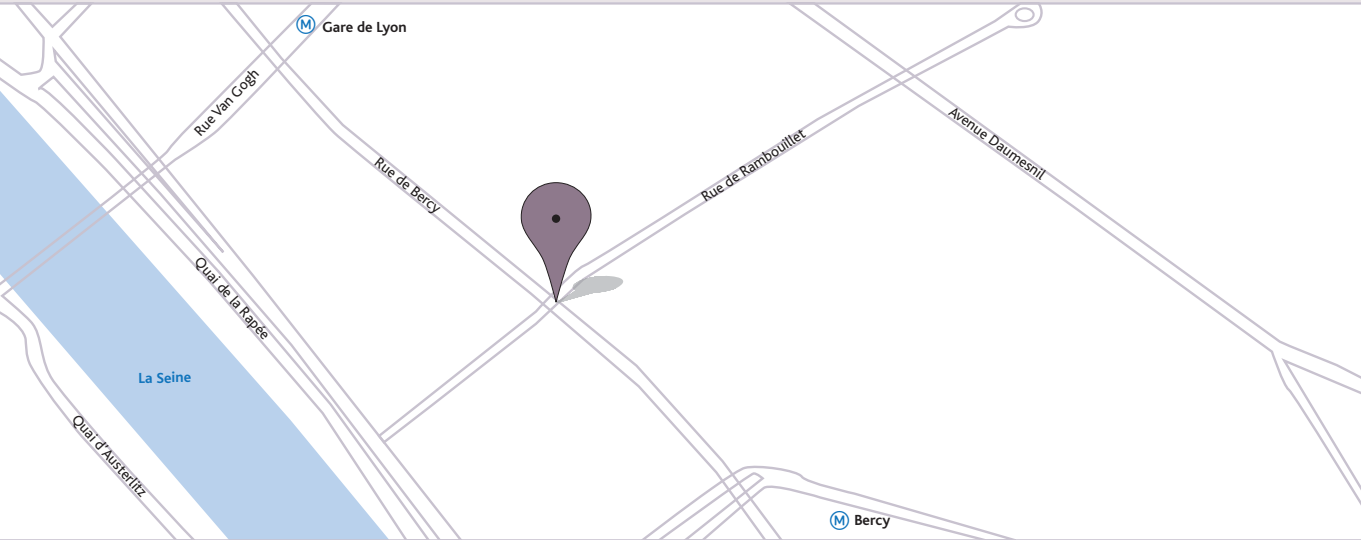 M Gare de Lyon
Rue Van Gogh
Avenue Daumesnil
Rue de Rambouillet
Rue de Bercy
Quai de la Rapée
La Seine
Quai d'Austerlitz
M Bercy